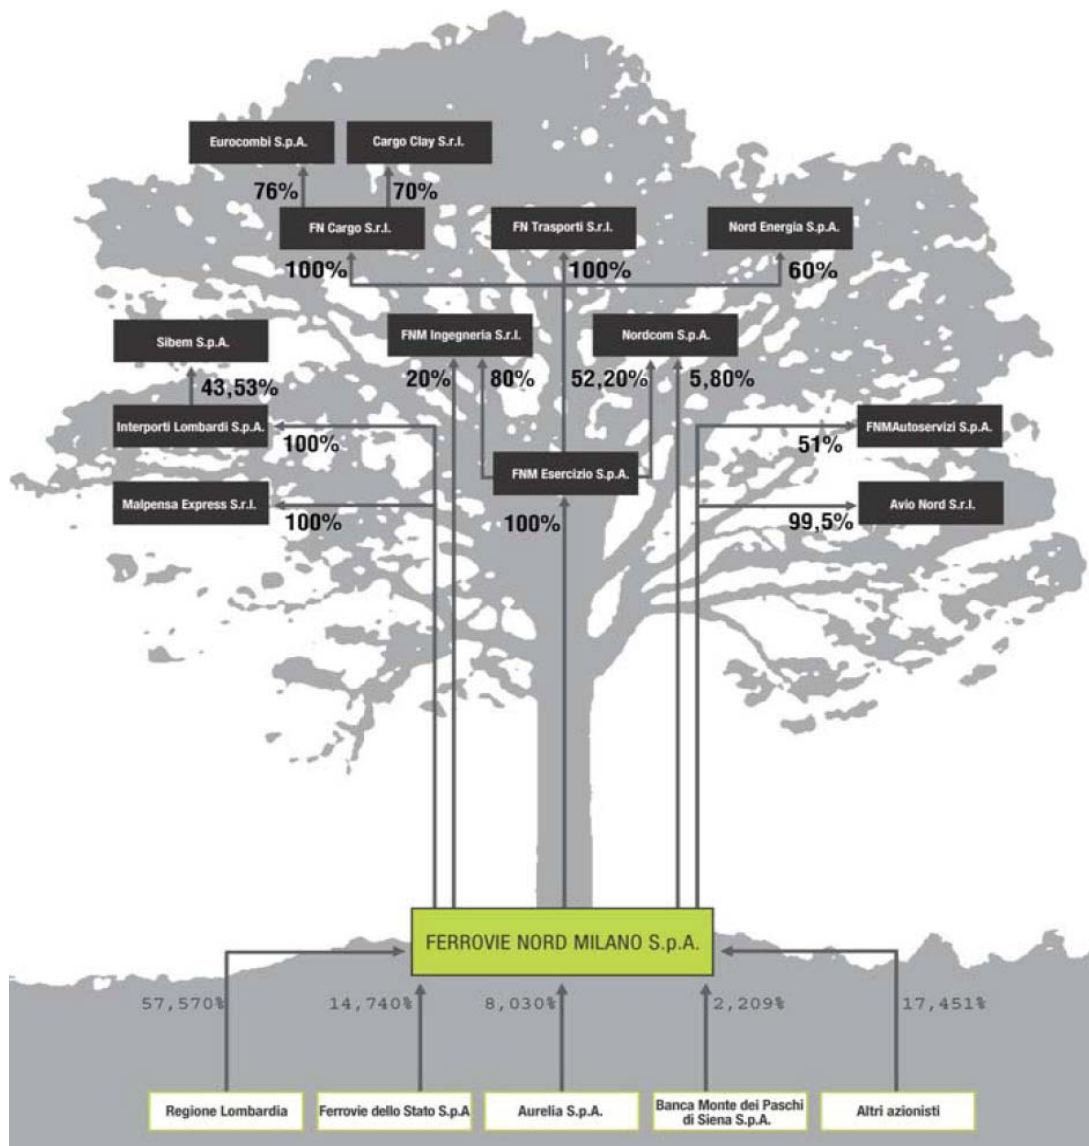 Eurocombi S.p.A.
Cargo Clay S.r.l.
76%
70%
FN Cargo S.r.l.
FN Trasporti S.r.l.
Nord Energia S.p.A.
100%
100%
60%
Sibem S.p.A.
FNM Ingegneria S.r.l.
Nordcom S.p.A.
43,53%
20%
80%
52,20%
5,80%
Interporti Lombardi S.p.A.
FNMAutoservizi S.p.A.
100%
51%
FNM Esercizio S.p.A.
Malpensa Express S.r.l.
Avio Nord S.r.l.
100%
100%
99,5%
FERROVIE NORD MILANO S.p.A.
57,570%
14,740%
8,030%
2,209%
17,451%
Regione Lombardia
Ferrovie dello Stato S.p.A
Aurelia S.p.A.
Banca Monte dei Paschi
di Siena S.p.A.
Altri azionisti